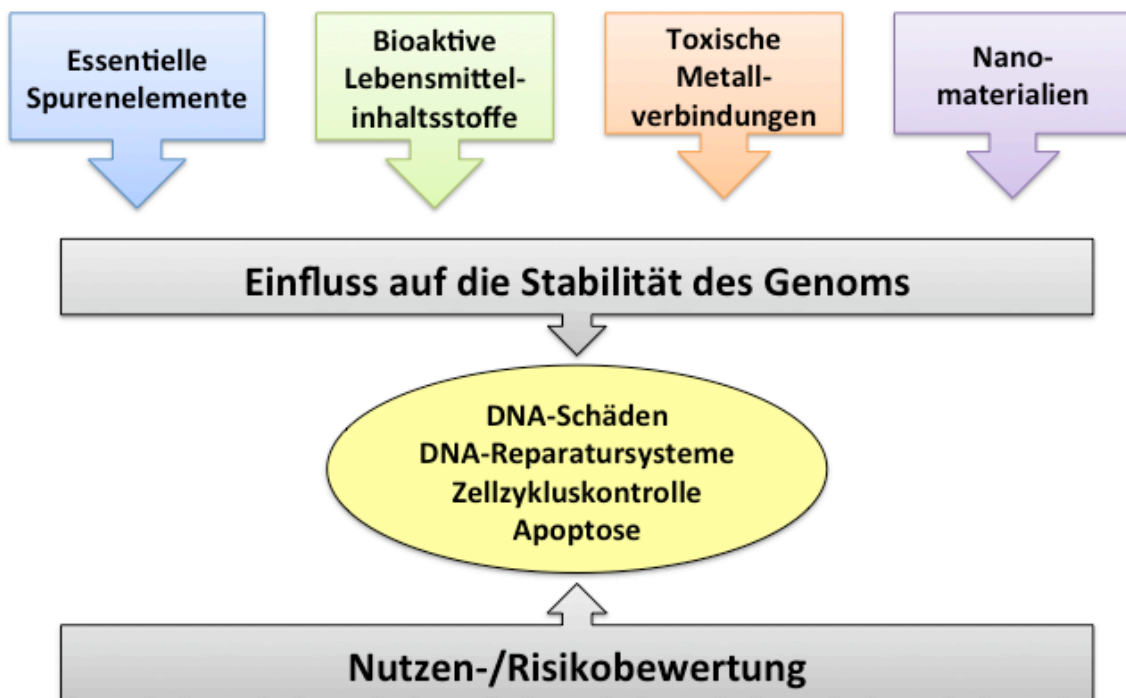 Essentielle
Spurenelemente
Bioaktive
Lebensmittel-
inhaltsstoffe
Toxische
Metall-
verbindungen
Nano-
materialien
Einfluss auf die Stabilität des Genoms
DNA-Schäden
DNA-Reparatursysteme
Zellzykluskontrolle
Apoptose
Nutzen-/Risikobewertung